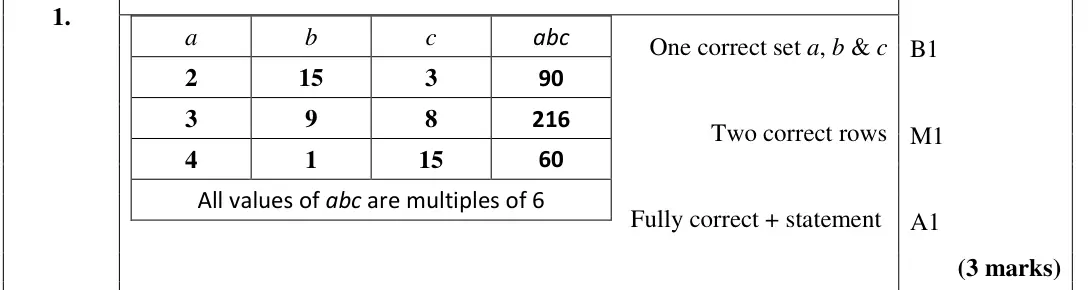 1.
a b c abc
One correct set a, b & c B1
2 15 3 90
3 9 8 216
Two correct rows M1
4 1 15 60
All values of abc are multiples of 6
Fully correct + statement A1
(3 marks)